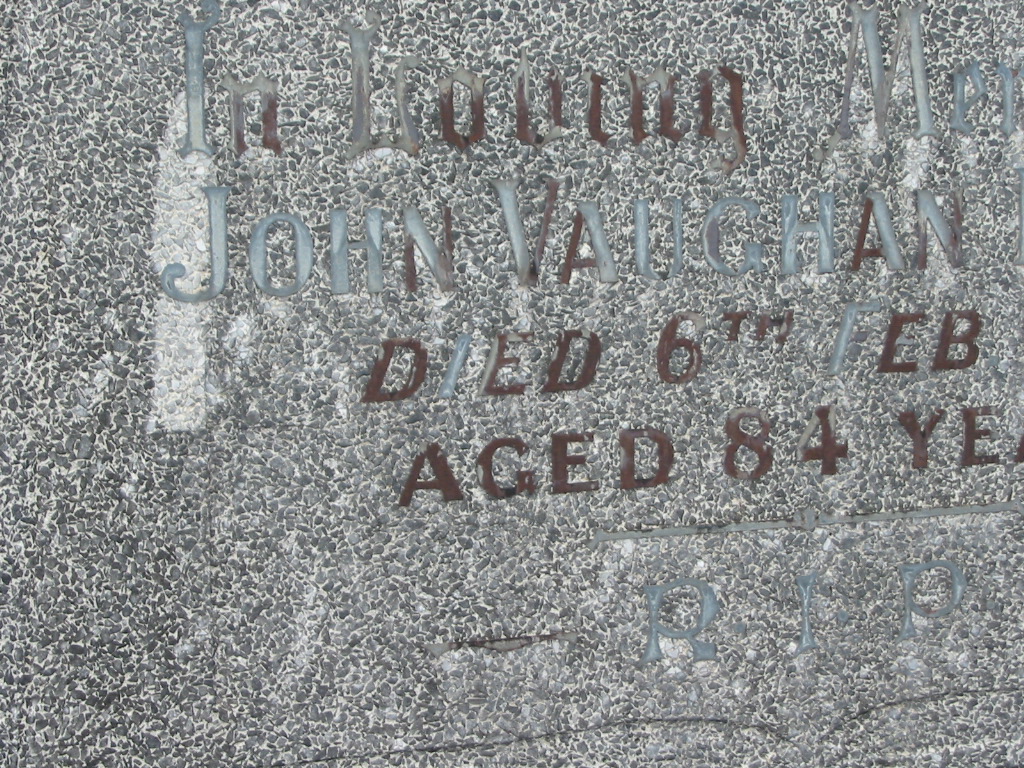 In Loving
JOHN VAUGHAN
DIED 6TH FEB
AGED 84
R.I.P